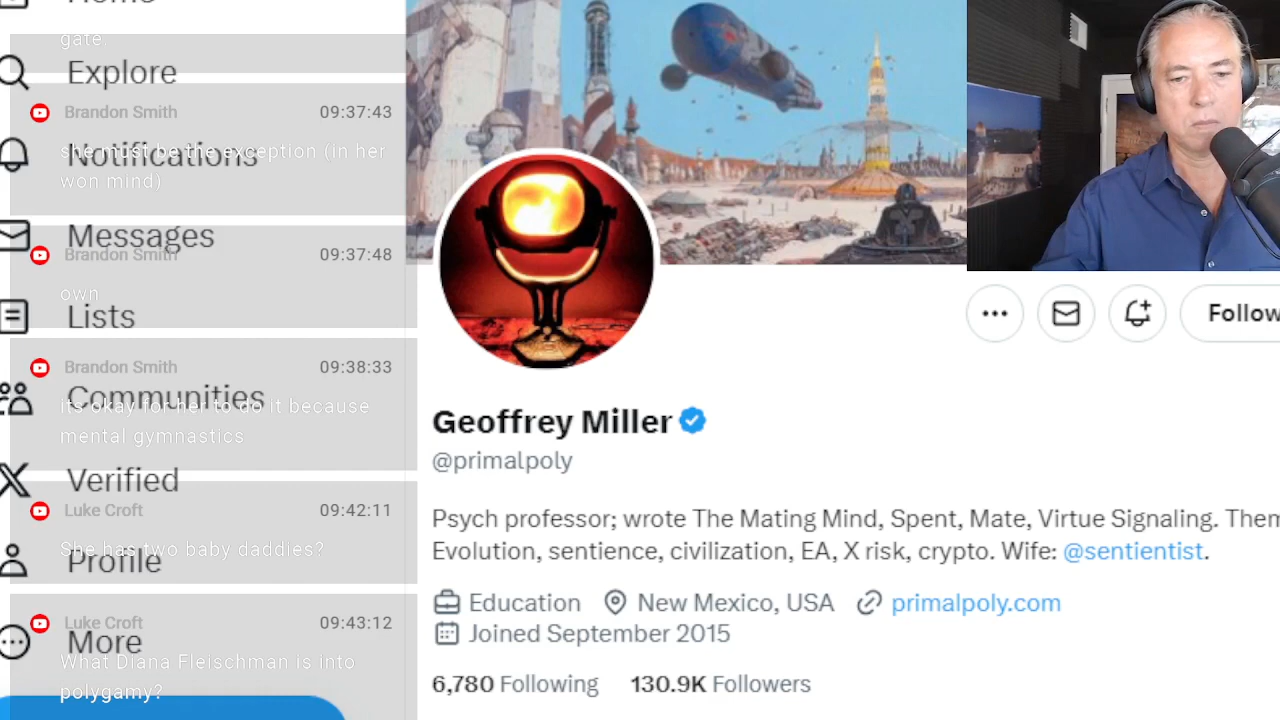 Home
gate.
Explore
Brandon Smith 09:37:43
Notifications
she must be the exception (in her
won mind)
Messages
Brandon Smith 09:37:48
own
Lists
Brandon Smith 09:38:33
Communities
its okay for her to do it because
mental gymnastics
Verified
Luke Croft 09:42:11
She has two baby daddies?
Profile
Luke Croft 09:43:12
More
What Diana Fleischman is into
polygamy?
Follow
Geoffrey Miller
@primalpoly
Psych professor; wrote The Mating Mind, Spent, Mate, Virtue Signaling. Them
Evolution, sentience, civilization, EA, X risk, crypto. Wife: @sentientist.
Education New Mexico, USA primalpoly.com
Joined September 2015
6,780 Following 130.9K Followers